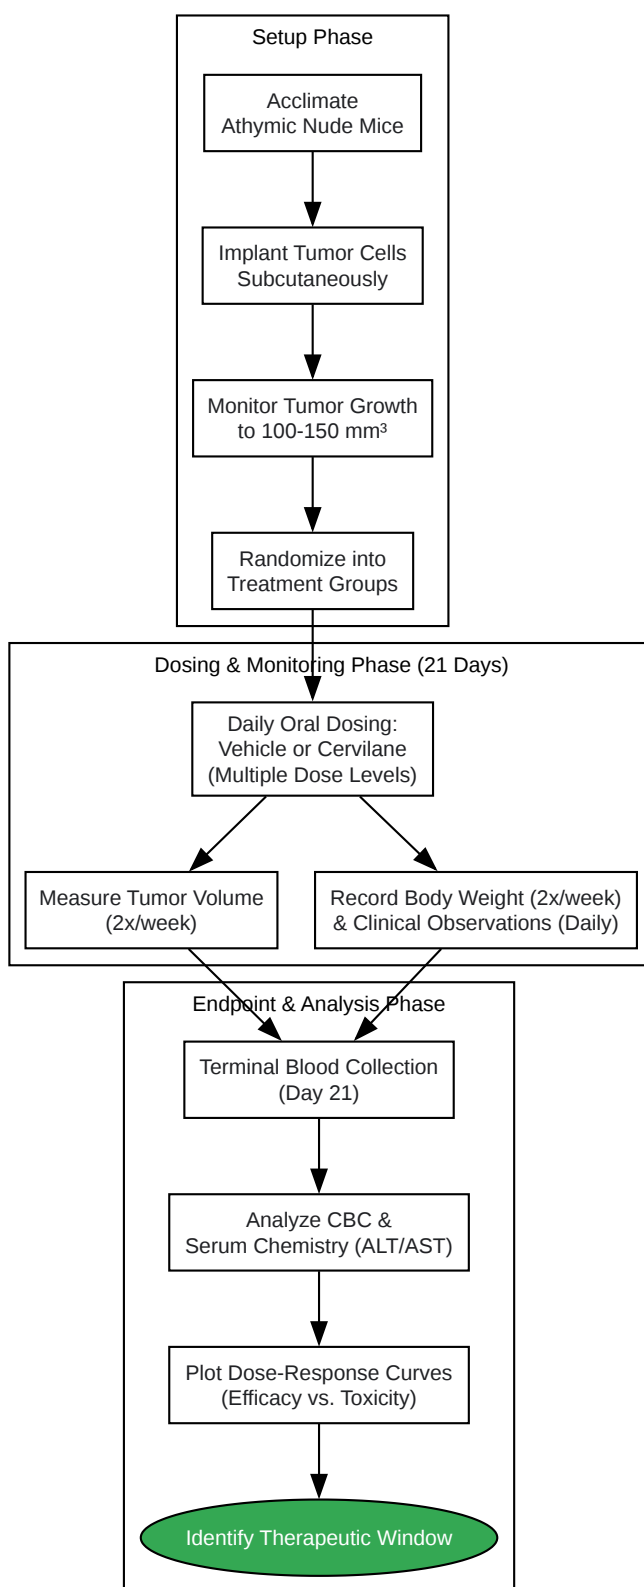 Setup Phase
Acclimate
Athymic Nude Mice
Implant Tumor Cells
Subcutaneously
Monitor Tumor Growth
to 100-150 mm³
Randomize into
Treatment Groups
Dosing & Monitoring Phase (21 Days)
Daily Oral Dosing:
Vehicle or Cervilane
(Multiple Dose Levels)
Measure Tumor Volume
(2x/week)
Record Body Weight (2x/week)
& Clinical Observations (Daily)
Endpoint & Analysis Phase
Terminal Blood Collection
(Day 21)
Analyze CBC &
Serum Chemistry (ALT/AST)
Plot Dose-Response Curves
(Efficacy vs. Toxicity)
Identify Therapeutic Window